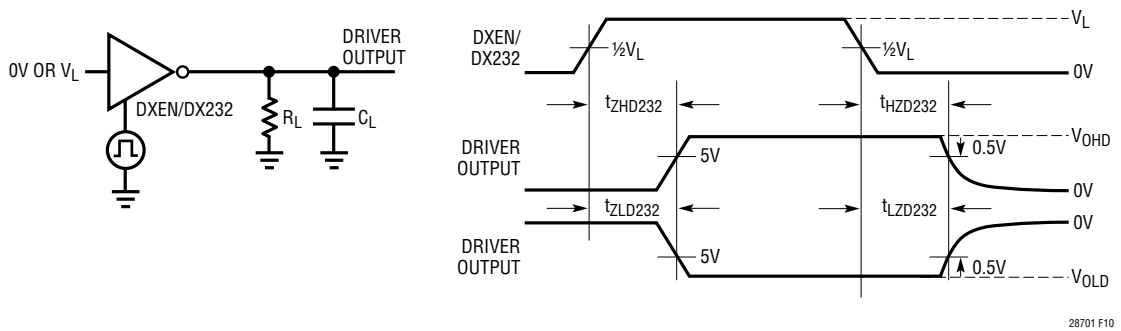 0V OR V_L
DXEN/DX232
DRIVER
OUTPUT
R_L
C_L
DXEN/
DX232
½V_L
½V_L
V_L
0V
t_ZHD232
t_HZD232
DRIVER
OUTPUT
5V
V_OHD
0.5V
0V
t_ZLD232
t_LZD232
0V
DRIVER
OUTPUT
5V
0.5V
V_OLD
28701 F10